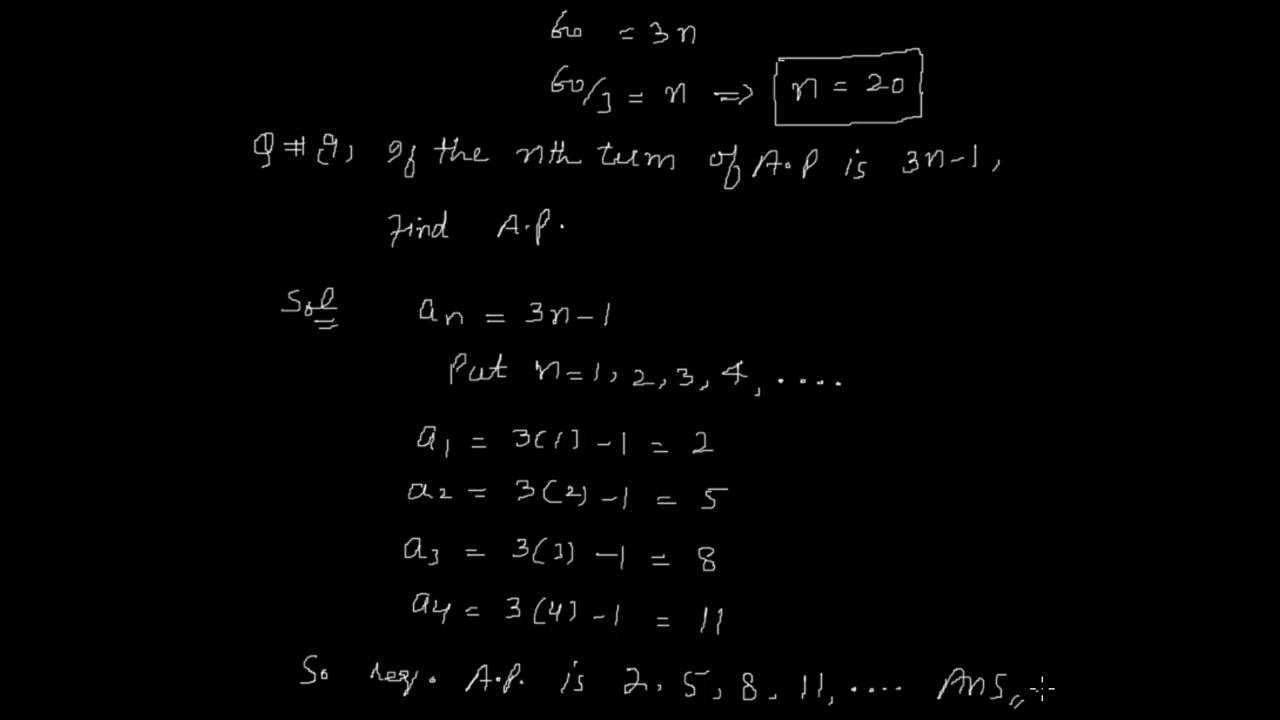 60 = 3n
60/3 = n => n = 20
Q # 9, If the nth term of A.P is 3n-1,
Find A.P.
Sol
an = 3n-1
Put n=1, 2, 3, 4, ....
a1 = 3(1) -1 = 2
a2 = 3(2) -1 = 5
a3 = 3(3) -1 = 8
a4 = 3(4) -1 = 11
So req. A.P. is 2, 5, 8, 11, .... Ans,,